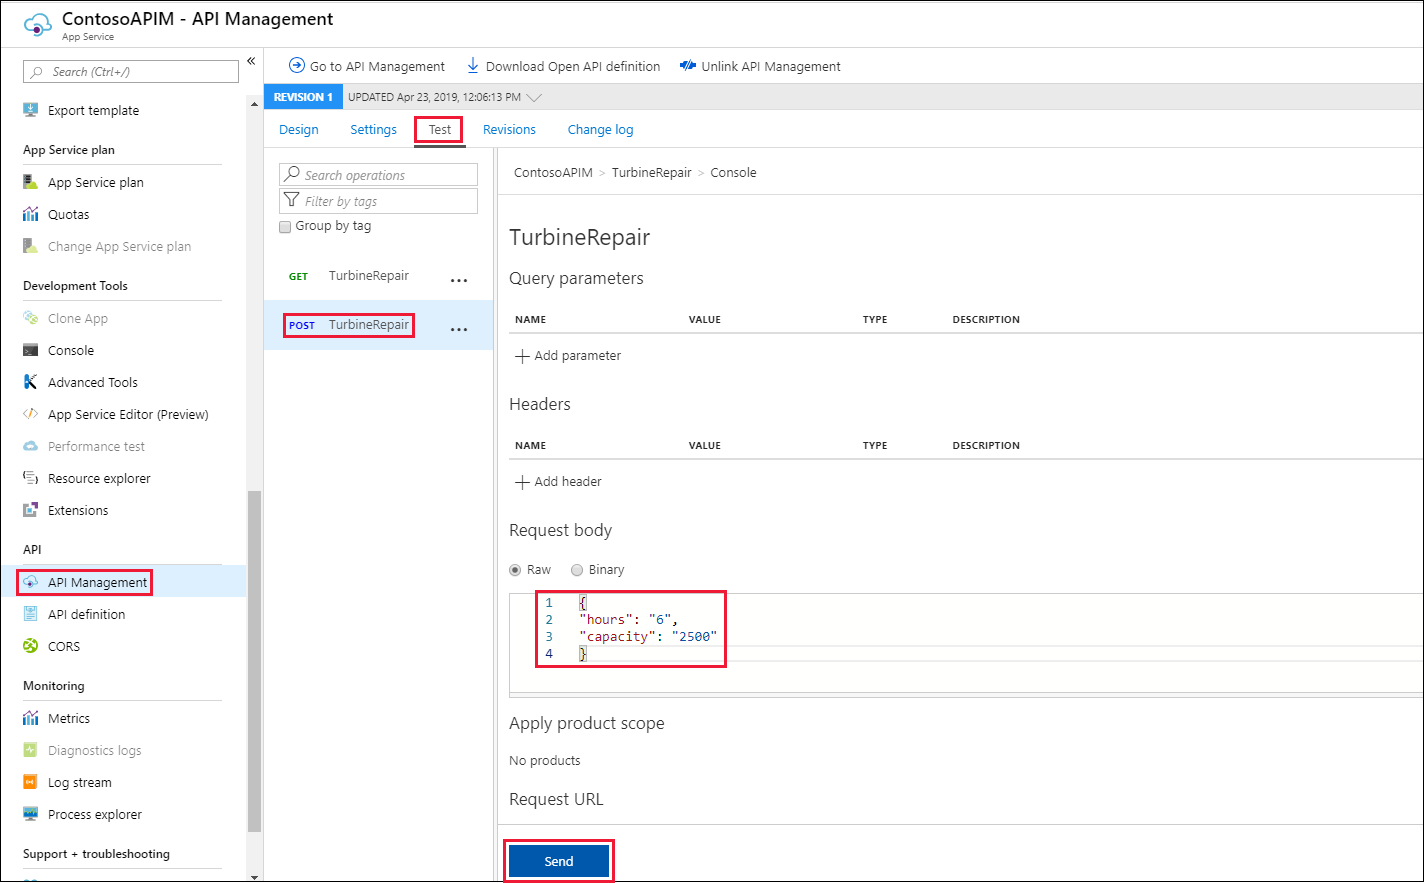 ContosoAPIM - API Management
App Service
Search (Ctrl+/)
«
Export template
App Service plan
App Service plan
Quotas
Change App Service plan
Development Tools
Clone App
Console
Advanced Tools
App Service Editor (Preview)
Performance test
Resource explorer
Extensions
API
API Management
API definition
CORS
Monitoring
Metrics
Diagnostics logs
Log stream
Process explorer
Support + troubleshooting
Go to API Management
Download Open API definition
Unlink API Management
REVISION 1 UPDATED Apr 23, 2019, 12:06:13 PM
Design Settings Test Revisions Change log
Search operations
Filter by tags
Group by tag
GET TurbineRepair ...
POST TurbineRepair ...
ContosoAPIM > TurbineRepair > Console
TurbineRepair
Query parameters
NAME VALUE TYPE DESCRIPTION
Add parameter
Headers
NAME VALUE TYPE DESCRIPTION
Add header
Request body
Raw Binary
1 {
2 "hours": "6",
3 "capacity": "2500"
4 }
Apply product scope
No products
Request URL
Send